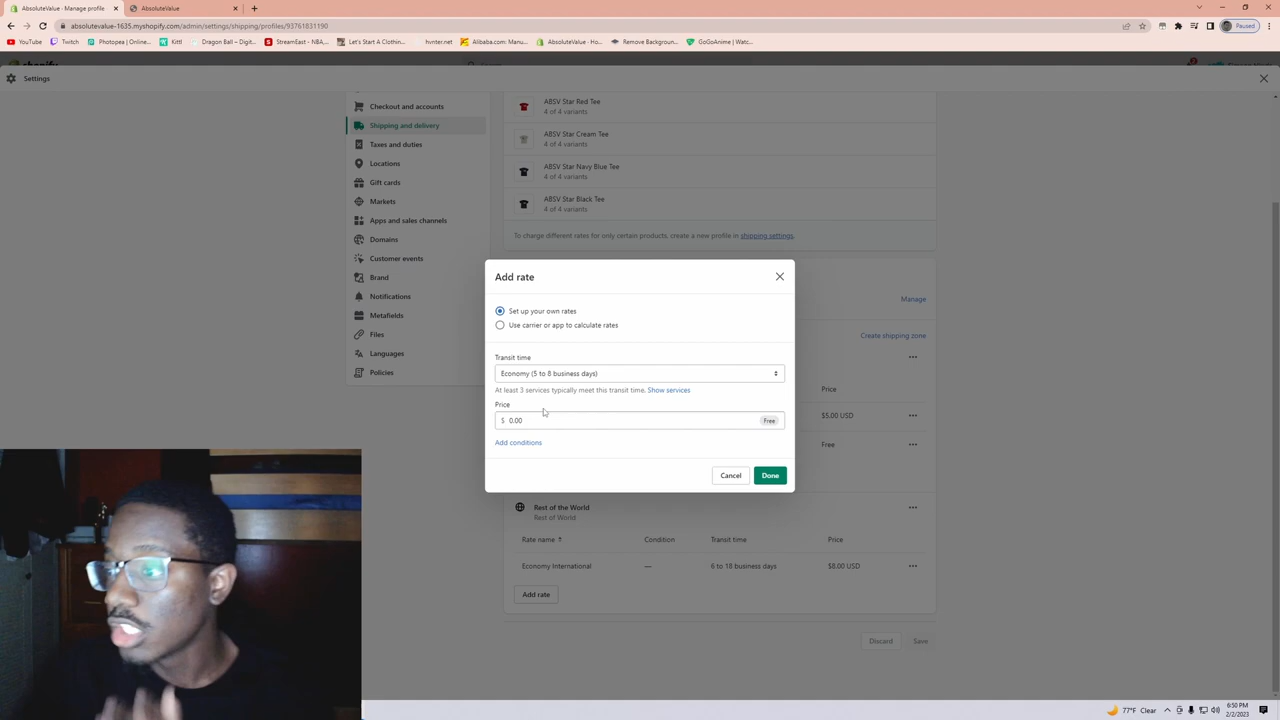 AbsoluteValue - Manage profile
AbsoluteValue
absolutevalue-1635.myshopify.com/admin/settings/shipping/profiles/93761831190
Paused
YouTube
Twitch
Photopea | Online...
Kittl
Dragon Ball – Digit...
StreamEast - NBA,...
Let's Start A Clothin...
hvnter.net
Alibaba.com: Manu...
AbsoluteValue · Ho...
Remove Backgroun...
GoGoAnime | Watc...
Settings
Checkout and accounts
Shipping and delivery
Taxes and duties
Locations
Gift cards
Markets
Apps and sales channels
Domains
Customer events
Brand
Notifications
Metafields
Files
Languages
Policies
ABSV Star Red Tee
4 of 4 variants
ABSV Star Cream Tee
4 of 4 variants
ABSV Star Navy Blue Tee
4 of 4 variants
ABSV Star Black Tee
4 of 4 variants
To charge different rates for only certain products, create a new profile in shipping settings.
Manage
Create shipping zone
Price
$5.00 USD
Free
Add rate
Set up your own rates
Use carrier or app to calculate rates
Transit time
Economy (5 to 8 business days)
At least 3 services typically meet this transit time. Show services
Price
$ 0.00 Free
Add conditions
Cancel
Done
Rest of the World
Rest of World
Rate name ↑ Condition Transit time Price
Economy International — 6 to 18 business days $8.00 USD
Add rate
Discard
Save
77°F Clear
6:50 PM
2/2/2023